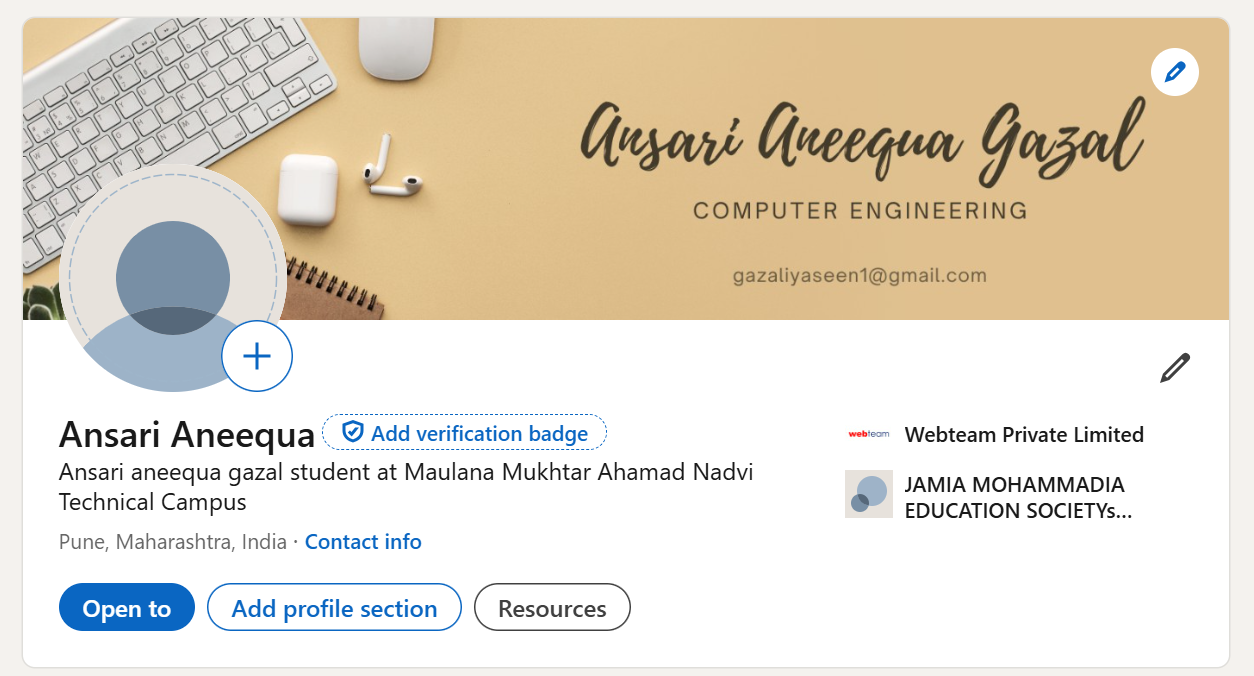 Ansari Aneequa Gazal
COMPUTER ENGINEERING
gazaliyaseen1@gmail.com
Ansari Aneequa
Add verification badge
Ansari aneequa gazal student at Maulana Mukhtar Ahamad Nadvi
Technical Campus
Pune, Maharashtra, India · Contact info
webteam
Webteam Private Limited
JAMIA MOHAMMADIA
EDUCATION SOCIETYs...
Open to
Add profile section
Resources